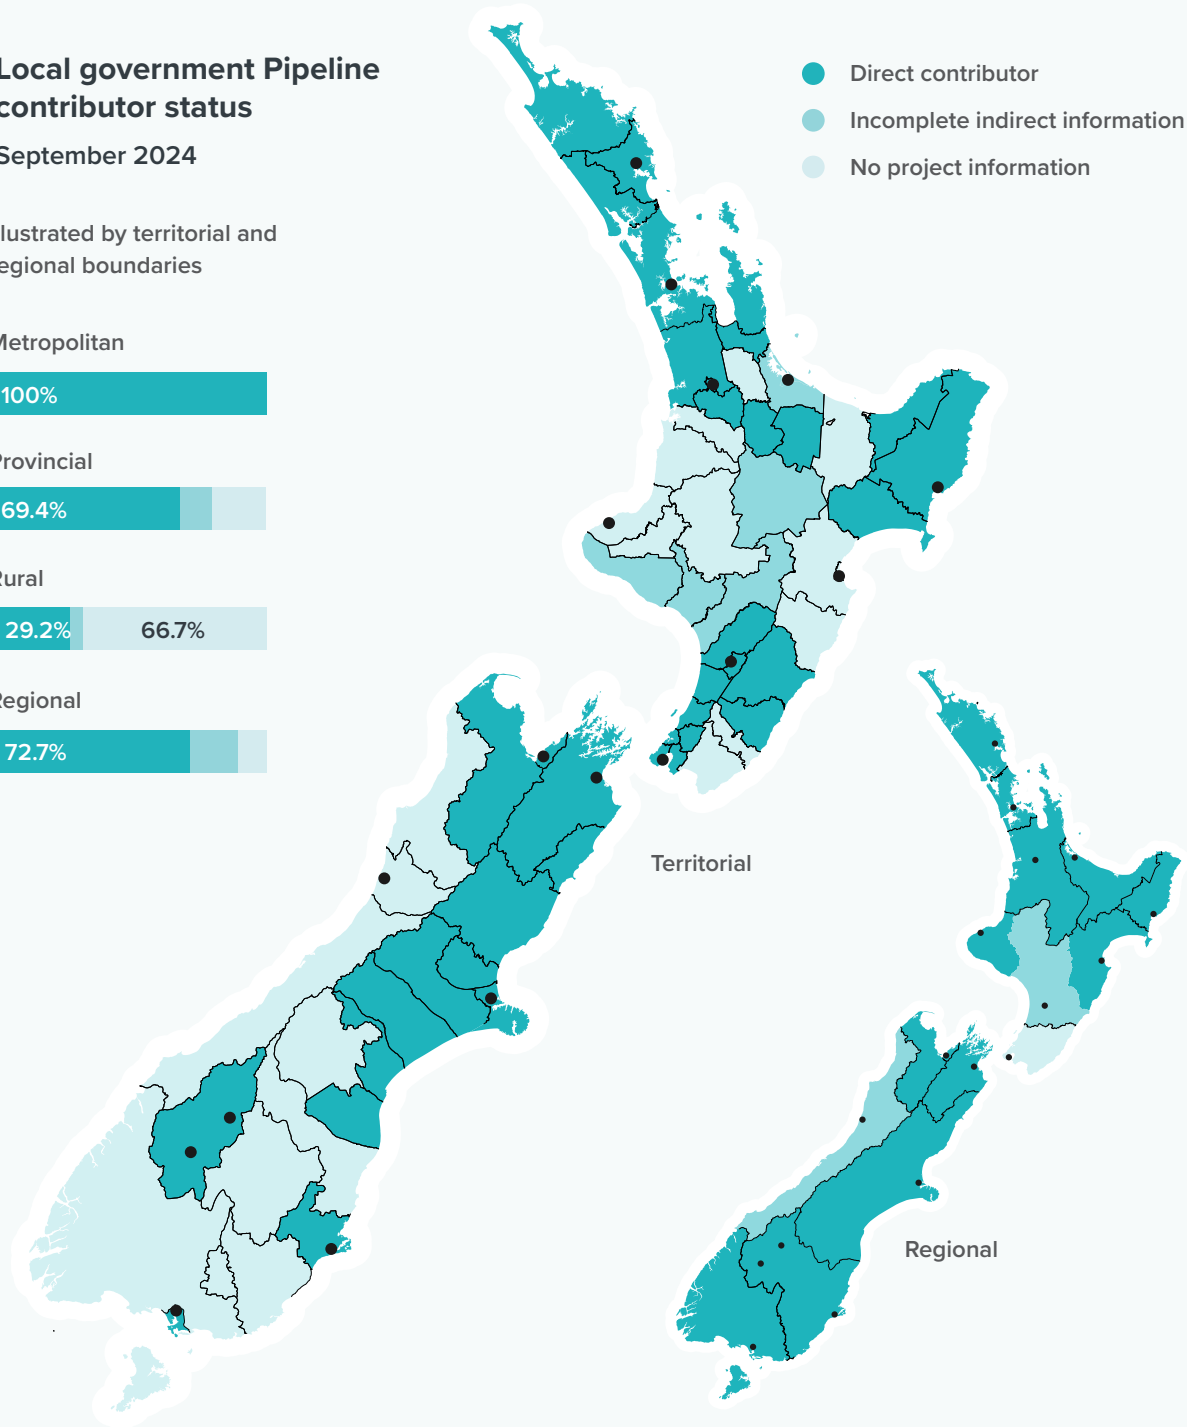 Local government Pipeline
contributor status
September 2024
llustrated by territorial and
egional boundaries
Metropolitan
100%
Provincial
69.4%
Rural
29.2% 66.7%
Regional
72.7%
Direct contributor
Incomplete indirect information
No project information
Territorial
Regional